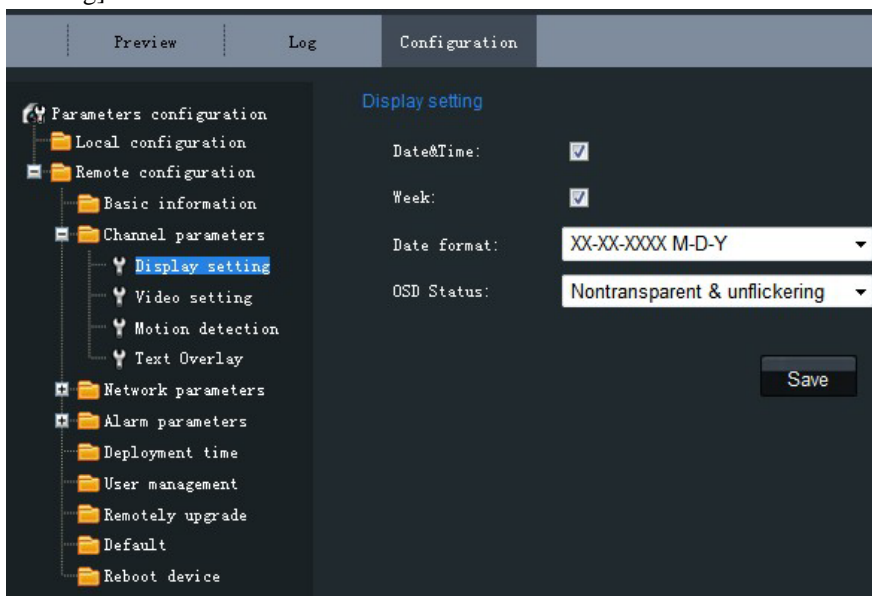 Preview Log Configuration
Parameters configuration
Local configuration
Remote configuration
Basic information
Channel parameters
Display setting
Video setting
Motion detection
Text Overlay
Network parameters
Alarm parameters
Deployment time
User management
Remotely upgrade
Default
Reboot device
Display setting
Date&Time:
Week:
Date format: XX-XX-XXXX M-D-Y
OSD Status: Nontransparent & unflickering
Save